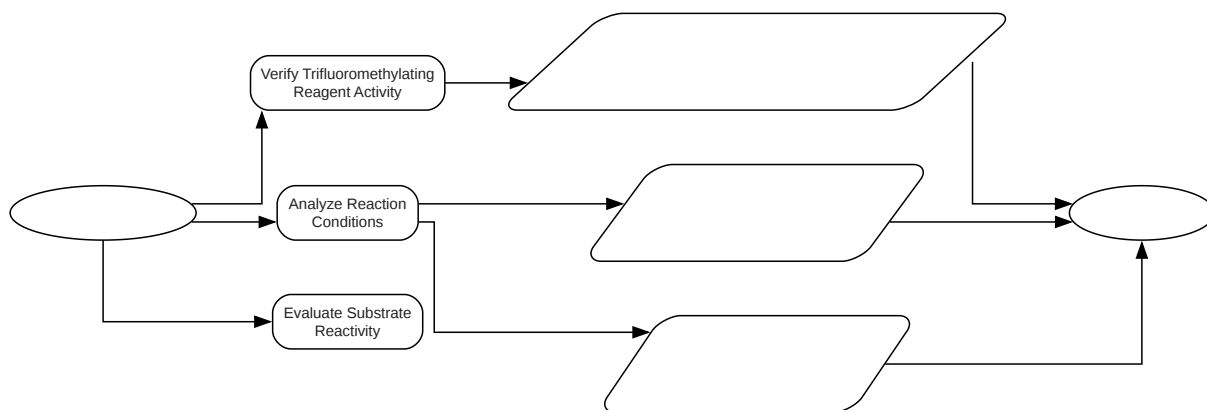 Verify Trifluoromethylating
Reagent Activity
Analyze Reaction
Conditions
Evaluate Substrate
Reactivity